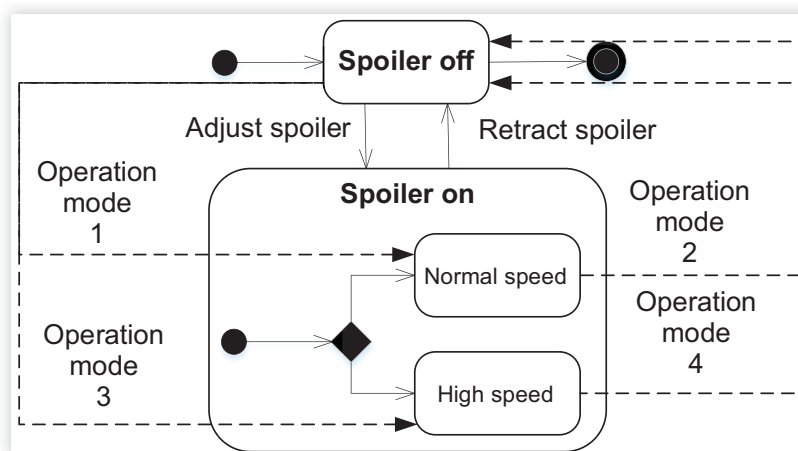 Spoiler off
Adjust spoiler
Retract spoiler
Operation
mode
1
Spoiler on
Operation
mode
2
Normal speed
Operation
mode
3
High speed
Operation
mode
4